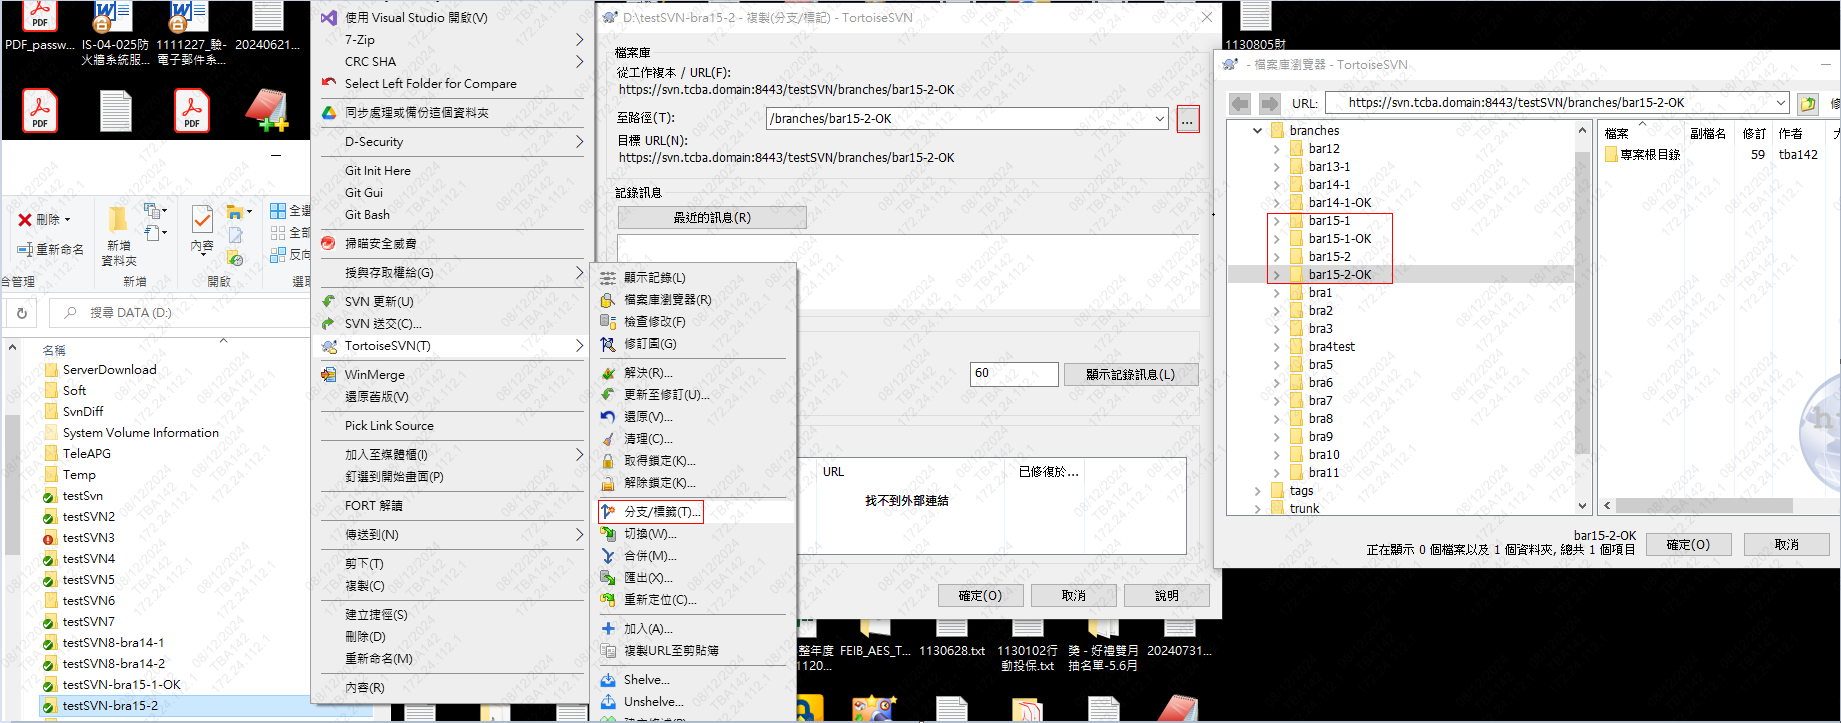 PDF_passw...
IS-04-025防
火牆系統服...
1111227_驗-
電子郵件系...
20240621...
刪除
重新命名
台管理
新增
資料夾
新增
內容
開啟
全選
全部
反向
選取
搜尋 DATA (D:)
名稱
ServerDownload
Soft
SvnDiff
System Volume Information
TeleAPG
Temp
testSvn
testSVN2
testSVN3
testSVN4
testSVN5
testSVN6
testSVN7
testSVN8-bra14-1
testSVN8-bra14-2
testSVN-bra15-1-OK
testSVN-bra15-2
使用 Visual Studio 開啟(V)
7-Zip
CRC SHA
Select Left Folder for Compare
同步處理或備份這個資料夾
D-Security
Git Init Here
Git Gui
Git Bash
掃瞄安全威脅
授與存取權給(G)
SVN 更新(U)
SVN 送交(C)...
TortoiseSVN(T)
WinMerge
還原舊版(V)
Pick Link Source
加入至媒體櫃(I)
釘選到開始畫面(P)
FORT 解讀
傳送到(N)
剪下(T)
複製(C)
建立捷徑(S)
刪除(D)
重新命名(M)
內容(R)
顯示記錄(L)
檔案庫瀏覽器(R)
檢查修改(F)
修訂圖(G)
解決(R)...
更新至修訂(U)...
還原(V)...
清理(C)...
取得鎖定(K)...
解除鎖定(K)...
分支/標籤(T)...
切換(W)...
合併(M)...
匯出(X)...
重新定位(C)...
加入(A)...
複製URL至剪貼簿
Shelve...
Unshelve...
D:\testSVN-bra15-2 - 複製(分支/標記) - TortoiseSVN
檔案庫
從工作複本 / URL(F):
https://svn.tcba.domain:8443/testSVN/branches/bar15-2-OK
至路徑(T):
/branches/bar15-2-OK
...
目標 URL(N):
https://svn.tcba.domain:8443/testSVN/branches/bar15-2-OK
記錄訊息
最近的訊息(R)
60
顯示記錄訊息(L)
URL
已修復於...
找不到外部連結
確定(O)
取消
說明
整年度
1120...
FEIB_AES_T...
1130628.txt
1130102行
動投保.txt
獎 - 好禮雙月
抽名單-5.6月
20240731...
1130805財
- 檔案庫瀏覽器 - TortoiseSVN
URL:
https://svn.tcba.domain:8443/testSVN/branches/bar15-2-OK
修
branches
bar12
bar13-1
bar14-1
bar14-1-OK
bar15-1
bar15-1-OK
bar15-2
bar15-2-OK
bra1
bra2
bra3
bra4test
bra5
bra6
bra7
bra8
bra9
bra10
bra11
tags
trunk
檔案
副檔名
修訂
作者
大
專案根目錄
59
tba142
bar15-2-OK
正在顯示 0 個檔案以及 1 個資料夾, 總共 1 個項目
確定(O)
取消
08/12/2024
TBA142
172.24.112.1